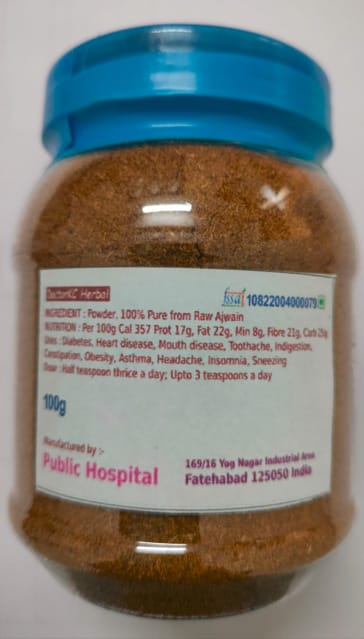 DoctorKC Herbal
fssai 10822004000079
INGREDIENT : Powder, 100% Pure from Raw Ajwain
NUTRITION : Per 100g Cal 357 Prot 17g, Fat 22g, Min 8g, Fibre 21g, Carb 25g
Uses : Diabetes, Heart disease, Mouth disease, Toothache, Indigestion,
Constipation, Obesity, Asthma, Headache, Insomnia, Sneezing
Dose : Half teaspoon thrice a day; Upto 3 teaspoons a day
100g
Manufactured by :-
Public Hospital
169/16 Yog Nagar Industrial Area
Fatehabad 125050 India